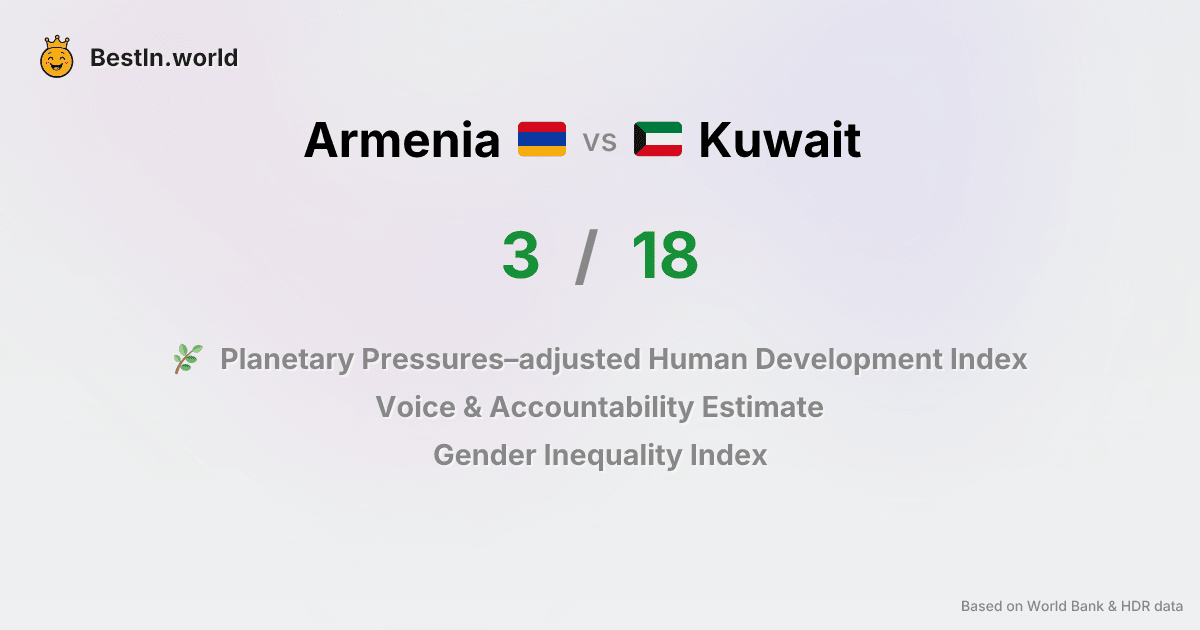 BestIn.world
Armenia vs Kuwait
3 / 18
Planetary Pressures–adjusted Human Development Index
Voice & Accountability Estimate
Gender Inequality Index
Based on World Bank & HDR data